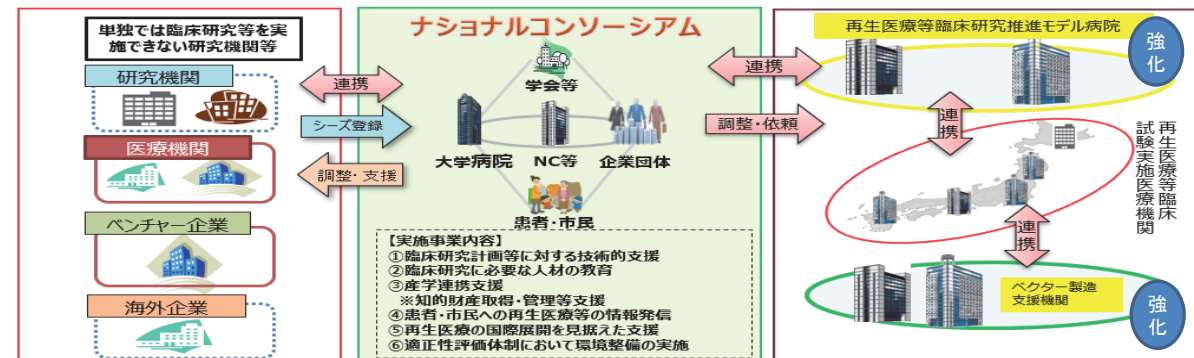 単独では臨床研究等を実
施できない研究機関等
研究機関
医療機関
ベンチャー企業
海外企業
連携
シーズ登録
調整・支援
ナショナルコンソーシアム
学会等
大学病院
NC等
企業団体
患者・市民
【実施事業内容】
①臨床研究計画等に対する技術的支援
②臨床研究に必要な人材の教育
③産学連携支援
※知的財産取得・管理等支援
④患者・市民への再生医療等の情報発信
⑤再生医療の国際展開を見据えた支援
⑥適正性評価体制において環境整備の実施
連携
調整・依頼
再生医療等臨床研究推進モデル病院
強化
連携
再生医療等臨床
試験実施医療機関
連携
ベクター製造
支援機関
強化